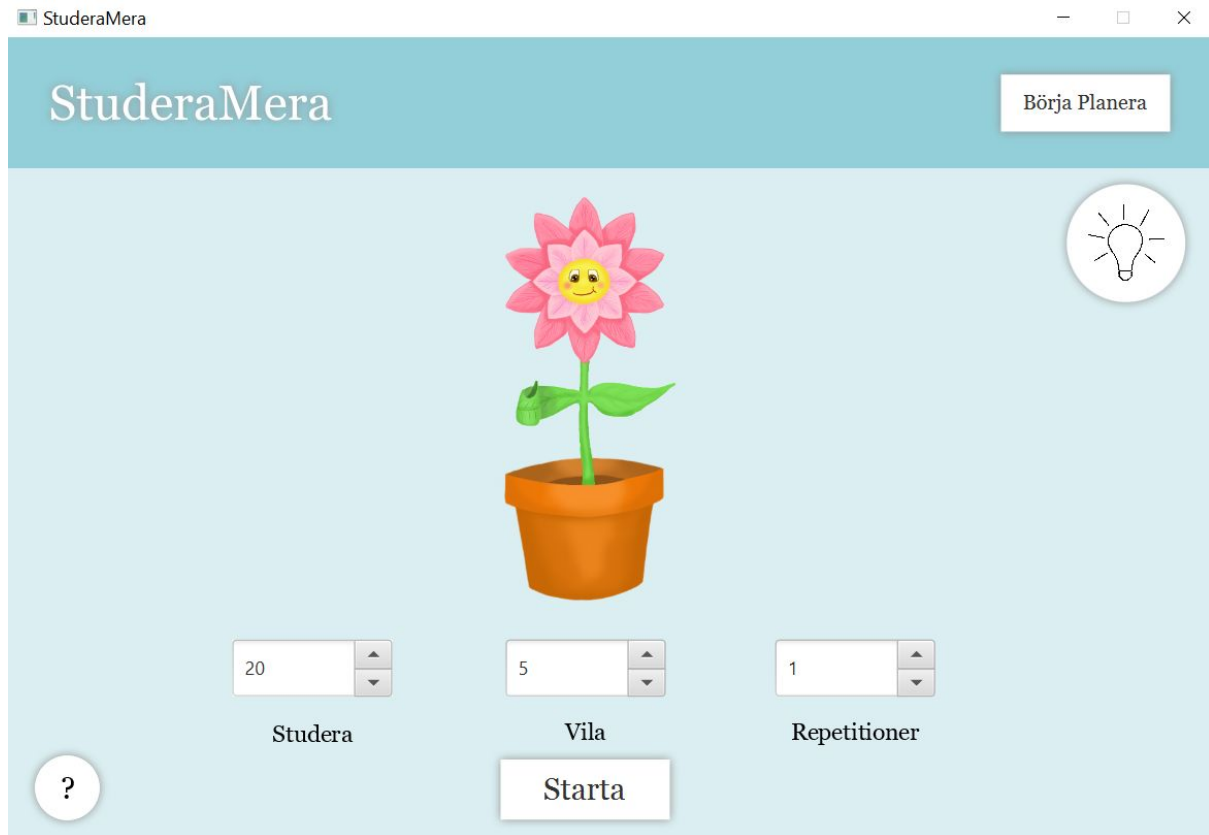 StuderaMera
StuderaMera
Börja Planera
20
5
1
Studera
Vila
Repetitioner
?
Starta